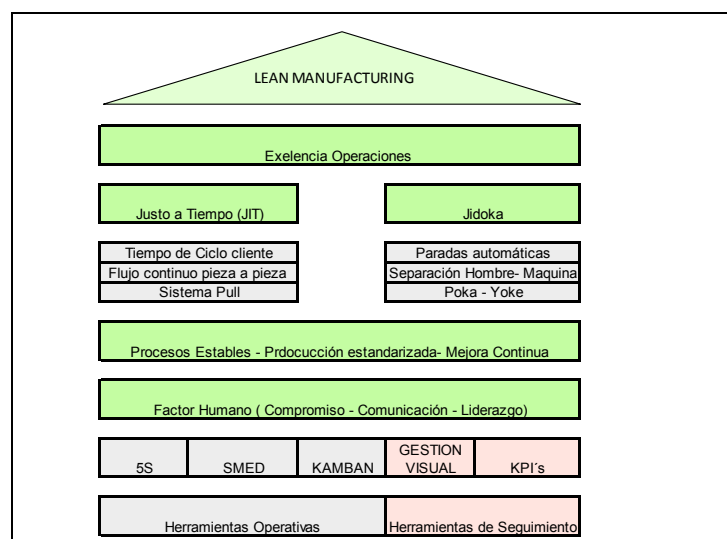 LEAN MANUFACTURING
Exelencia Operaciones
Justo a Tiempo (JIT)
Jidoka
Tiempo de Ciclo cliente
Paradas automáticas
Flujo continuo pieza a pieza
Separación Hombre- Maquina
Sistema Pull
Poka - Yoke
Procesos Estables - Prdocucción estandarizada- Mejora Continua
Factor Humano ( Compromiso - Comunicación - Liderazgo)
5S
SMED
KAMBAN
GESTION
VISUAL
KPI´s
Herramientas Operativas
Herramientas de Seguimiento